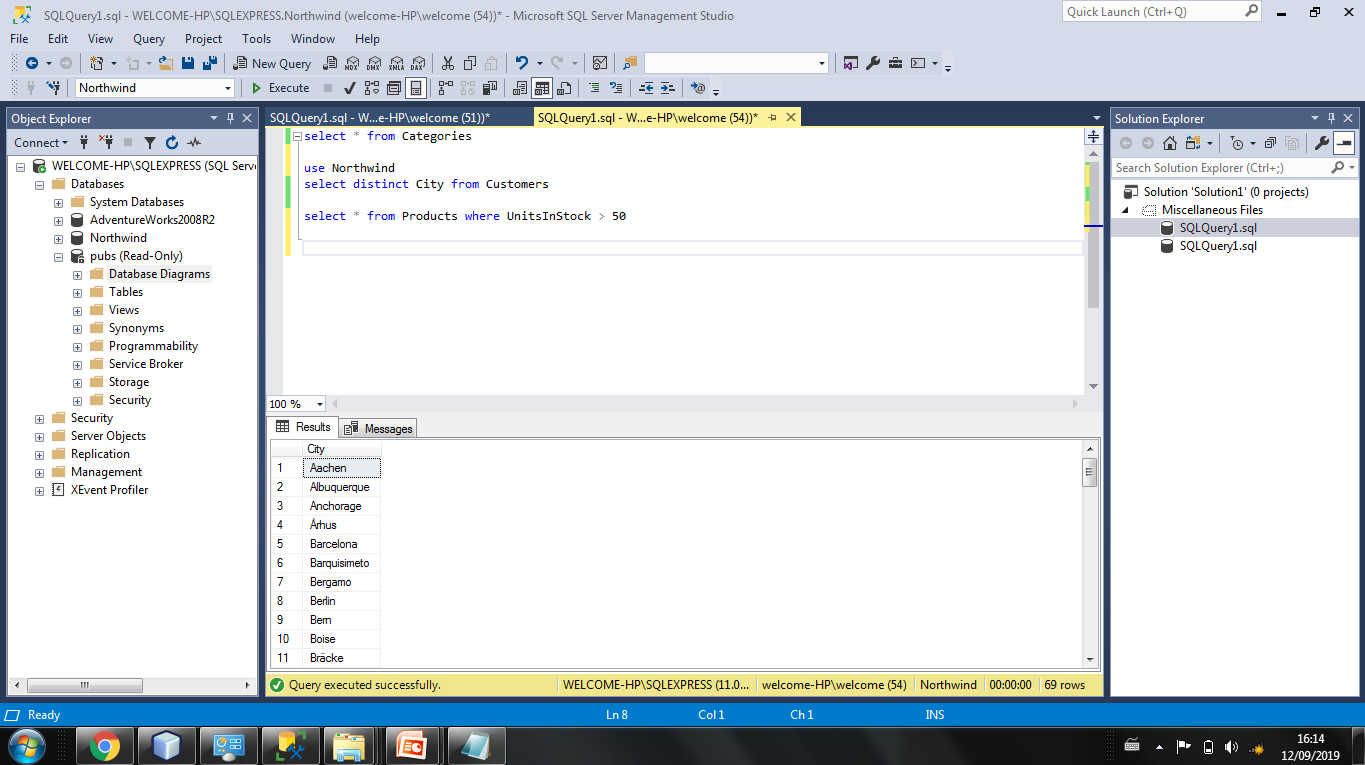 SQLQuery1.sql - WELCOME-HP\SQLEXPRESS.Northwind (welcome-HP\welcome (54))* - Microsoft SQL Server Management Studio
Quick Launch (Ctrl+Q)
File Edit View Query Project Tools Window Help
New Query
MDX DMX XMLA DAX
Northwind
Execute
Object Explorer
Connect
WELCOME-HP\SQLEXPRESS (SQL Serv
Databases
System Databases
AdventureWorks2008R2
Northwind
pubs (Read-Only)
Database Diagrams
Tables
Views
Synonyms
Programmability
Service Broker
Storage
Security
Security
Server Objects
Replication
Management
XEvent Profiler
SQLQuery1.sql - W...e-HP\welcome (51))*
SQLQuery1.sql - W...e-HP\welcome (54))*
select * from Categories
use Northwind
select distinct City from Customers
select * from Products where UnitsInStock > 50
100 %
Results
Messages
City
1 Aachen
2 Albuquerque
3 Anchorage
4 Århus
5 Barcelona
6 Barquisimeto
7 Bergamo
8 Berlin
9 Bern
10 Boise
11 Bräcke
Query executed successfully.
WELCOME-HP\SQLEXPRESS (11.0...
welcome-HP\welcome (54)
Northwind
00:00:00
69 rows
Solution Explorer
Search Solution Explorer (Ctrl+;)
Solution 'Solution1' (0 projects)
Miscellaneous Files
SQLQuery1.sql
SQLQuery1.sql
Ready
Ln 8
Col 1
Ch 1
INS
16:14
12/09/2019